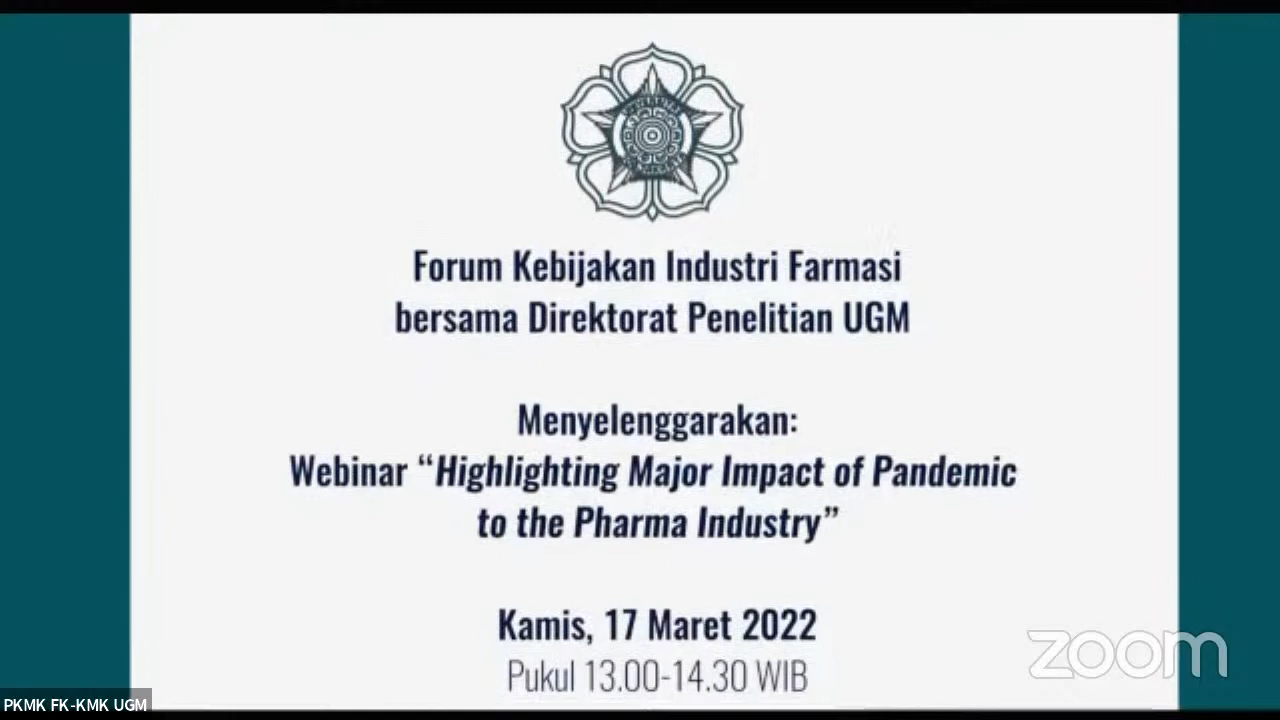 Forum Kebijakan Industri Farmasi
bersama Direktorat Penelitian UGM
Menyelenggarakan:
Webinar “Highlighting Major Impact of Pandemic
to the Pharma Industry”
Kamis, 17 Maret 2022
Pukul 13.00-14.30 WIB
zoom
PKMK FK-KMK UGM